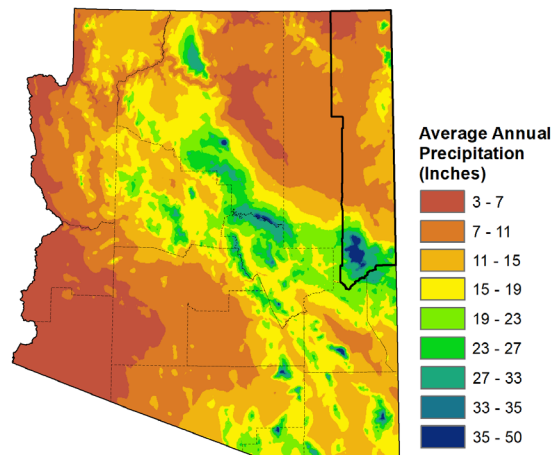 Average Annual
Precipitation
(Inches)
3 - 7
7 - 11
11 - 15
15 - 19
19 - 23
23 - 27
27 - 33
33 - 35
35 - 50